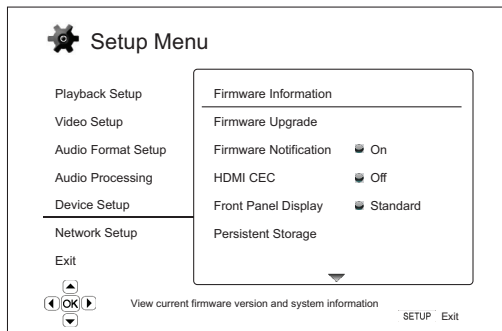 Setup Menu
Playback Setup
Video Setup
Audio Format Setup
Audio Processing
Device Setup
Network Setup
Exit
Firmware Information
Firmware Upgrade
Firmware Notification On
HDMI CEC Off
Front Panel Display Standard
Persistent Storage
OK
View current firmware version and system information
SETUP Exit